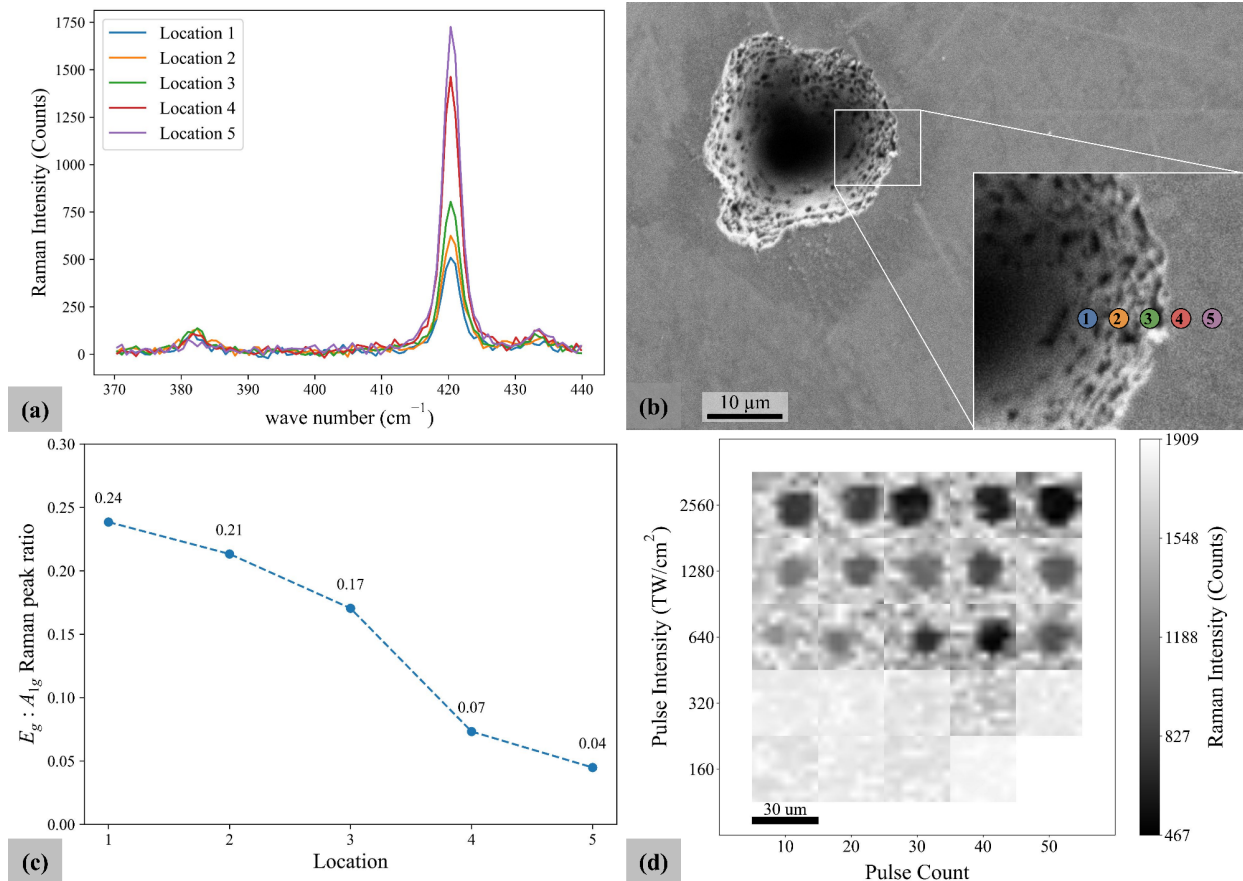 1750
1500
1250
1000
750
500
250
0
Raman Intensity (Counts)
Location 1
Location 2
Location 3
Location 4
Location 5
370 380 390 400 410 420 430 440
wave number (cm⁻¹)
(a)
10 µm
1 2 3 4 5
(b)
0.30
0.25
0.20
0.15
0.10
0.05
0.00
E_g : A_{1g} Raman peak ratio
0.24
0.21
0.17
0.07
0.04
1 2 3 4 5
Location
(c)
2560
1280
640
320
160
Pulse Intensity (TW/cm²)
30 um
10 20 30 40 50
Pulse Count
1909
1548
1188
827
467
Raman Intensity (Counts)
(d)